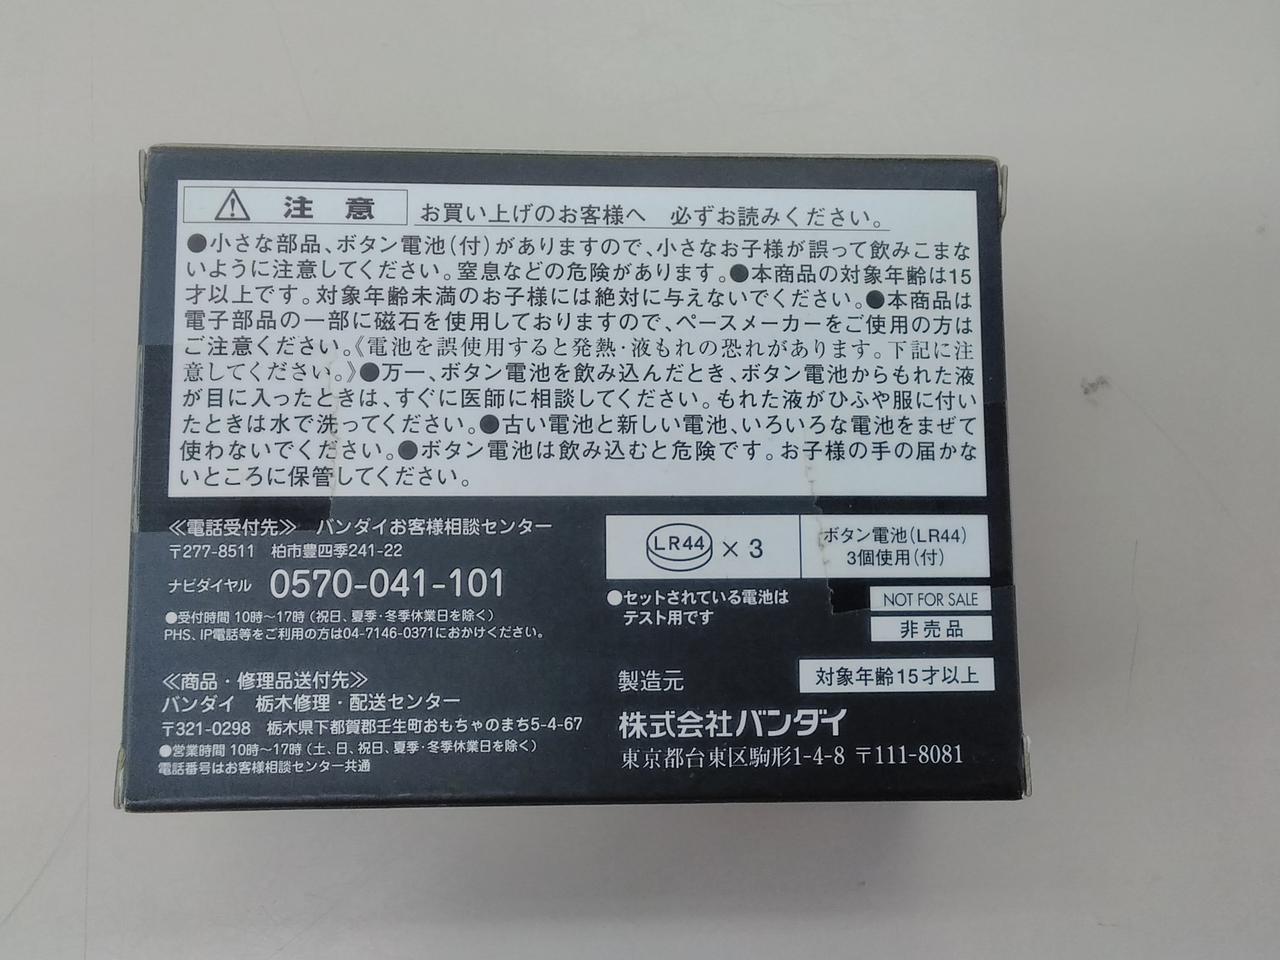 注意 お買い上げのお客様へ 必ずお読みください。
●小さな部品、ボタン電池(付)がありますので、小さなお子様が誤って飲みこまな
いように注意してください。窒息などの危険があります。●本商品の対象年齢は15
才以上です。対象年齢未満のお子様には絶対に与えないでください。●本商品は
電子部品の一部に磁石を使用しておりますので、ペースメーカーをご使用の方は
ご注意ください。《電池を誤使用すると発熱・液もれの恐れがあります。下記に注
意してください。》●万一、ボタン電池を飲み込んだとき、ボタン電池からもれた液
が目に入ったときは、すぐに医師に相談してください。もれた液がひふや服に付い
たときは水で洗ってください。●古い電池と新しい電池、いろいろな電池をまぜて
使わないでください。●ボタン電池は飲み込むと危険です。お子様の手の届かな
いところに保管してください。
≪電話受付先≫ バンダイお客様相談センター
〒277-8511 柏市豊四季241-22
ナビダイヤル 0570-041-101
●受付時間 10時〜17時(祝日、夏季・冬季休業日を除く)
PHS、IP電話等をご利用の方は04-7146-0371におかけください。
≪商品・修理品送付先≫
バンダイ 栃木修理・配送センター
〒321-0298 栃木県下都賀郡壬生町おもちゃのまち5-4-67
●営業時間 10時〜17時(土、日、祝日、夏季・冬季休業日を除く)
電話番号はお客様相談センター共通
LR44 × 3
ボタン電池(LR44)
3個使用(付)
●セットされている電池は
テスト用です
NOT FOR SALE
非売品
対象年齢15才以上
製造元
株式会社バンダイ
東京都台東区駒形1-4-8 〒111-8081